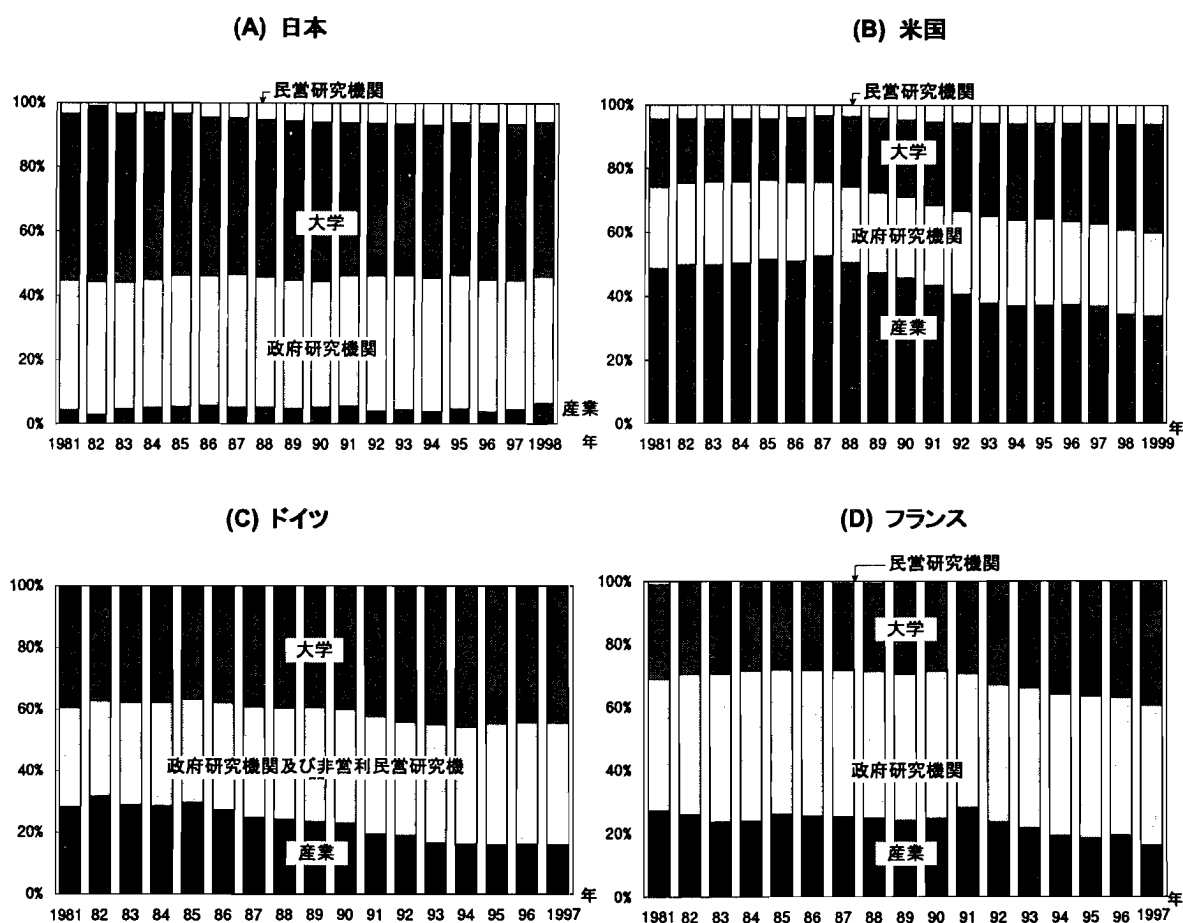 (A) 日本
民営研究機関
100%
80%
60%
40%
20%
0%
大学
政府研究機関
産業
1981 82 83 84 85 86 87 88 89 90 91 92 93 94 95 96 97 1998 年
(B) 米国
民営研究機関
100%
80%
60%
40%
20%
0%
大学
政府研究機関
産業
1981 82 83 84 85 86 87 88 89 90 91 92 93 94 95 96 97 98 1999 年
(C) ドイツ
100%
80%
60%
40%
20%
0%
大学
政府研究機関及び非営利民営研究機
産業
1981 82 83 84 85 86 87 88 89 90 91 92 93 94 95 96 1997 年
(D) フランス
民営研究機関
100%
80%
60%
40%
20%
0%
大学
政府研究機関
産業
1981 82 83 84 85 86 87 88 89 90 91 92 93 94 95 96 1997 年